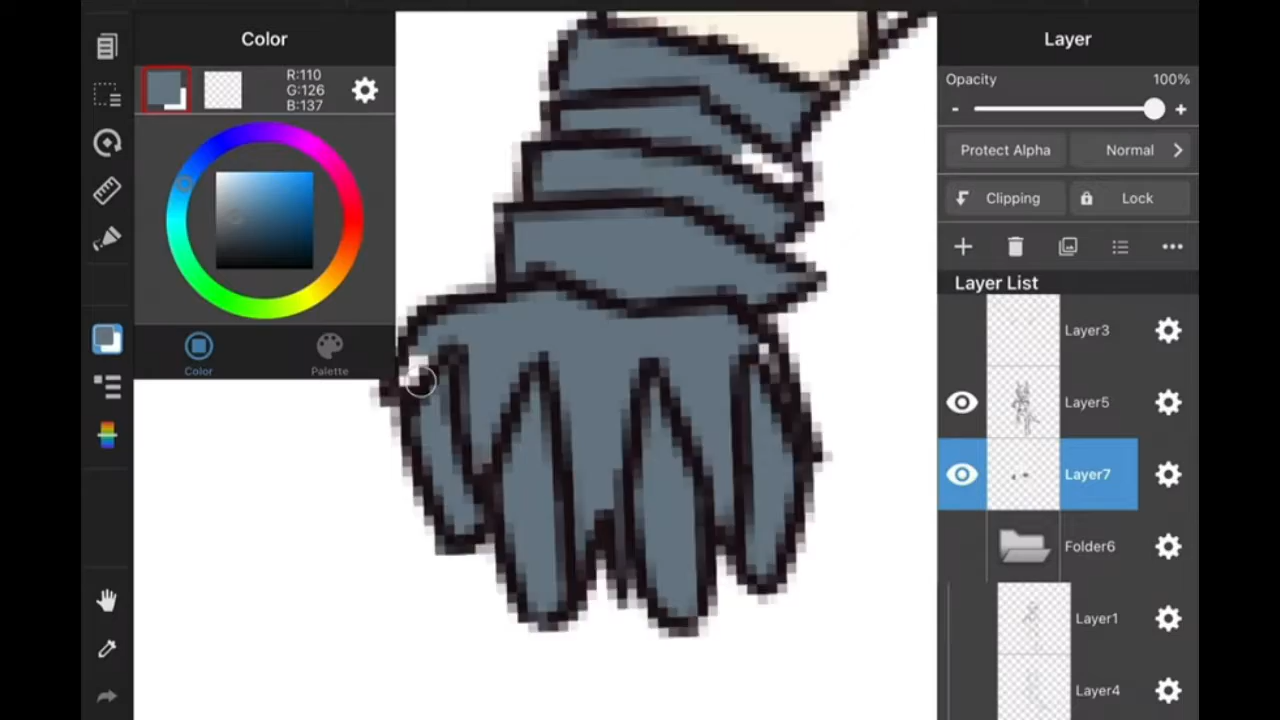 Color
R:110
G:126
B:137
Color
Palette
Layer
Opacity 100%
- +
Protect Alpha Normal
Clipping Lock
Layer List
Layer3
Layer5
Layer7
Folder6
Layer1
Layer4